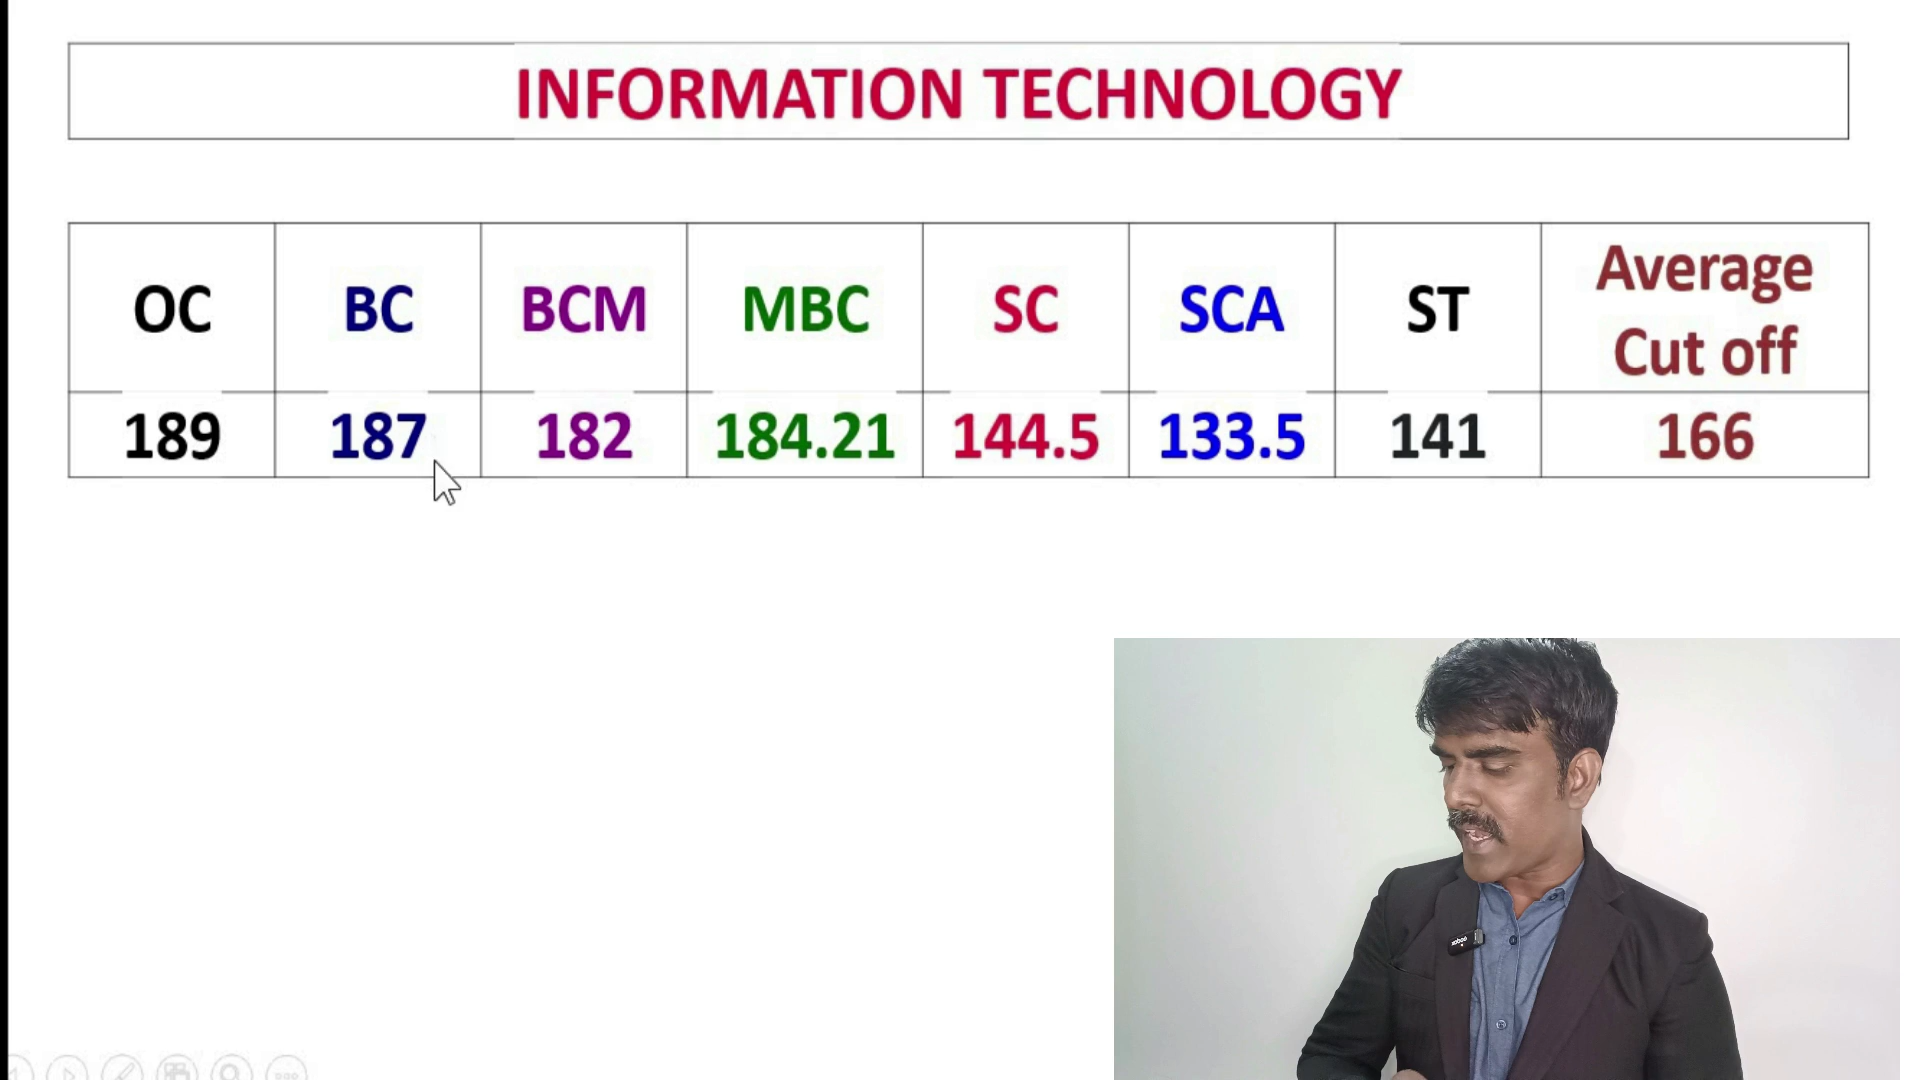 INFORMATION TECHNOLOGY
OC BC BCM MBC SC SCA ST Average Cut off
189 187 182 184.21 144.5 133.5 141 166